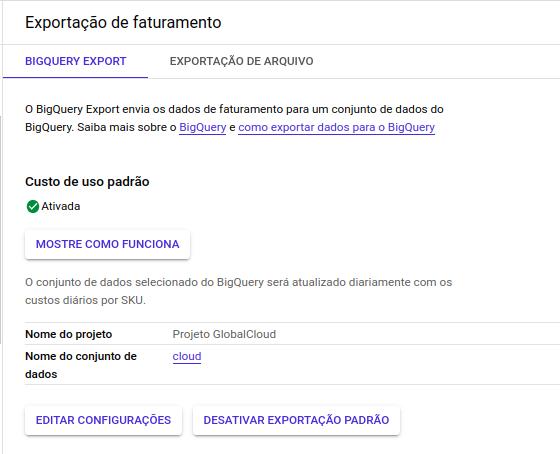 Exportação de faturamento
BIGQUERY EXPORT EXPORTAÇÃO DE ARQUIVO
O BigQuery Export envia os dados de faturamento para um conjunto de dados do
BigQuery. Saiba mais sobre o BigQuery e como exportar dados para o BigQuery
Custo de uso padrão
Ativada
MOSTRE COMO FUNCIONA
O conjunto de dados selecionado do BigQuery será atualizado diariamente com os
custos diários por SKU.
Nome do projeto Projeto GlobalCloud
Nome do conjunto de cloud
dados
EDITAR CONFIGURAÇÕES DESATIVAR EXPORTAÇÃO PADRÃO